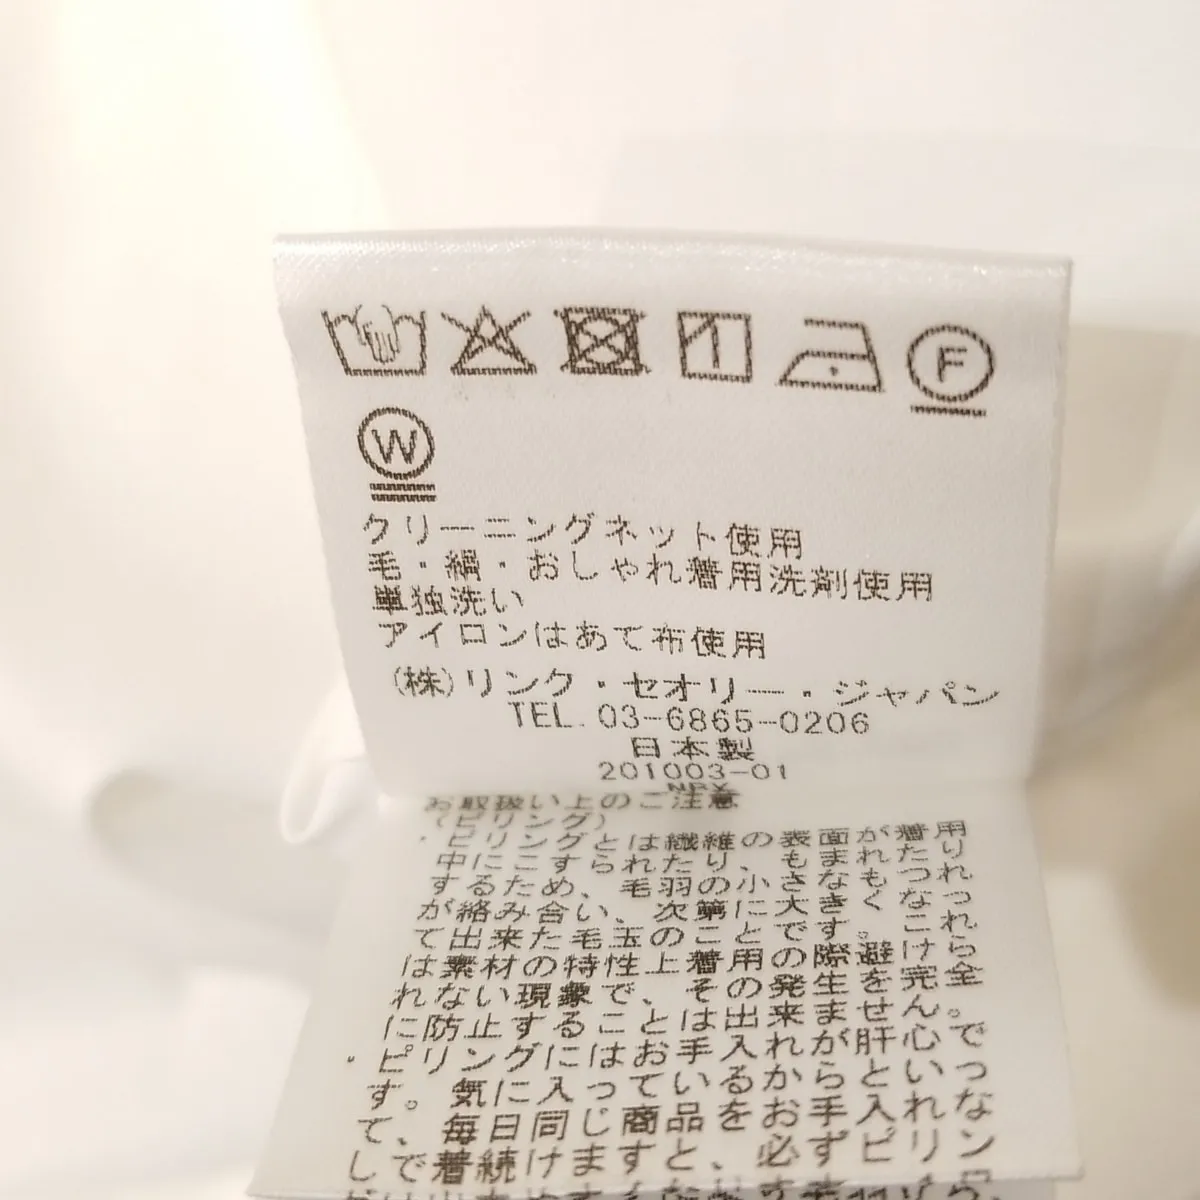 F
W
クリーニングネット使用
毛・絹・おしゃれ着用洗剤使用
単独洗い
アイロンはあて布使用
(株)リンク・セオリー・ジャパン
TEL. 03-6865-0206
日本製
201003-01
お取扱い上のご注意
(ピリング)
・ピリングとは繊維の表面が着用
中にこすられたり、もまれたり
するため、毛羽の小さなもつれ
が絡み合い、次第に大きくなっ
て出来た毛玉のことです。これ
は素材の特性上着用の際避けら
れない現象で、その発生を完全
に防止することは出来ません。
・ピリングにはお手入れが肝心で
す。気に入っているからといっ
て、毎日同じ商品をお手入れな
しで着続けますと、必ずピリン